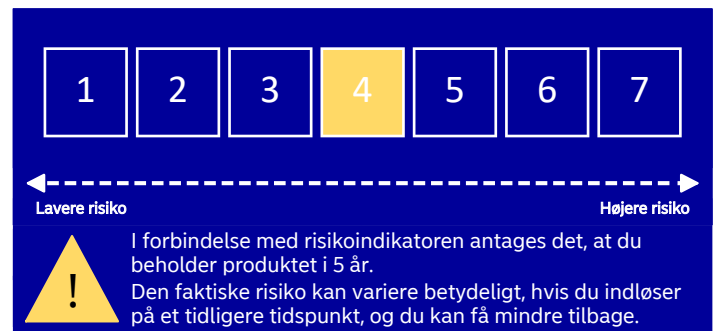 1 2 3 4 5 6 7
Lavere risiko Højere risiko
I forbindelse med risikoindikatoren antages det, at du
beholder produktet i 5 år.
!
Den faktiske risiko kan variere betydeligt, hvis du indløser
på et tidligere tidspunkt, og du kan få mindre tilbage.